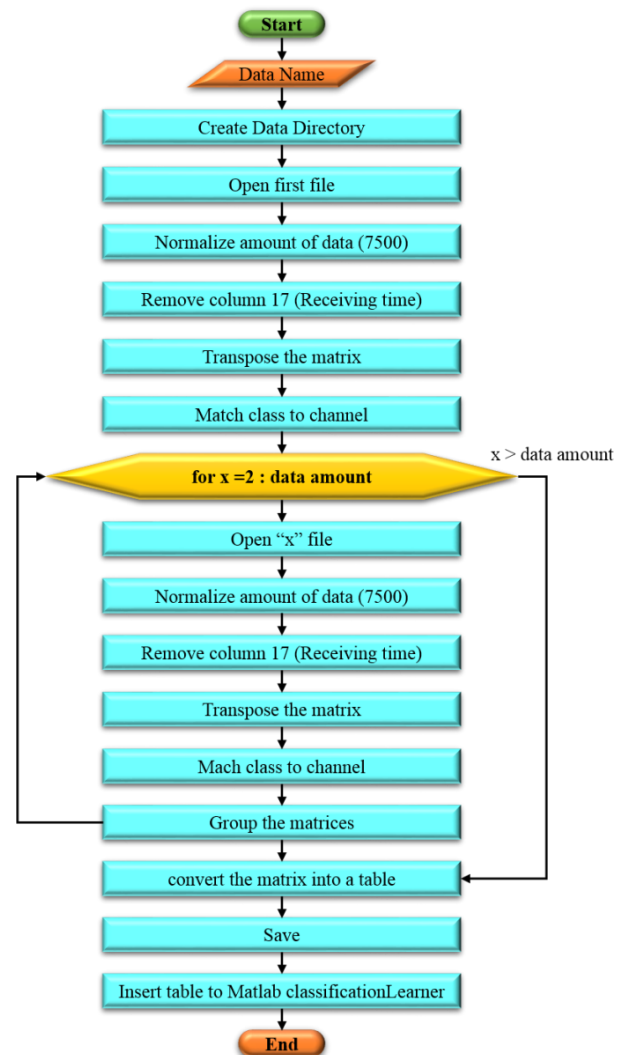 Start
Data Name
Create Data Directory
Open first file
Normalize amount of data (7500)
Remove column 17 (Receiving time)
Transpose the matrix
Match class to channel
x > data amount
for x =2 : data amount
Open “x” file
Normalize amount of data (7500)
Remove column 17 (Receiving time)
Transpose the matrix
Mach class to channel
Group the matrices
convert the matrix into a table
Save
Insert table to Matlab classificationLearner
End